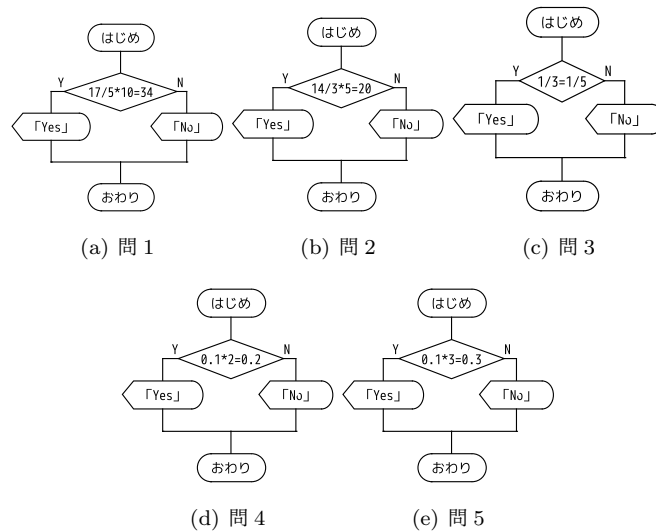 はじめ はじめ はじめ
Y 17/5*10=34 N Y 14/3*5=20 N Y 1/3=1/5 N
「Yes」 「No」 「Yes」 「No」 「Yes」 「No」
おわり おわり おわり
(a) 問 1 (b) 問 2 (c) 問 3
はじめ はじめ
Y 0.1*2=0.2 N Y 0.1*3=0.3 N
「Yes」 「No」 「Yes」 「No」
おわり おわり
(d) 問 4 (e) 問 5